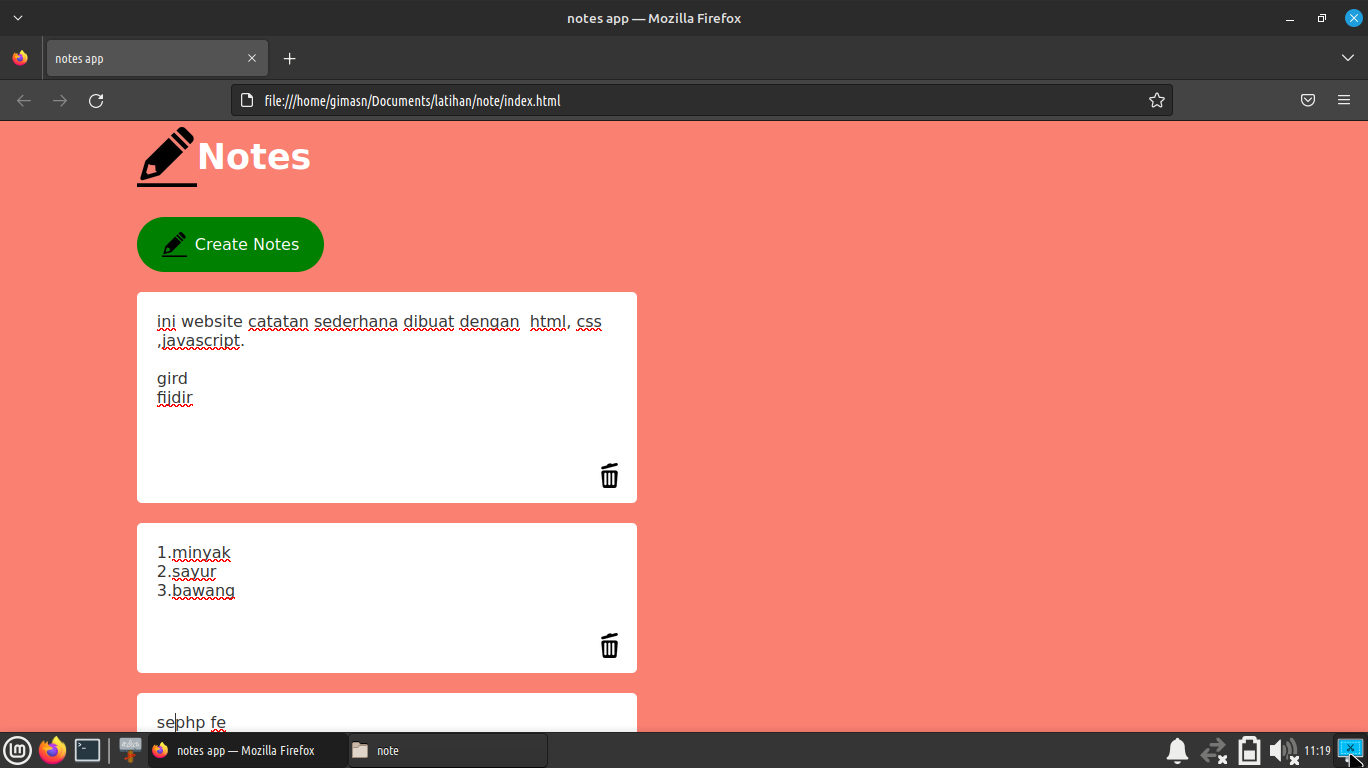 notes app — Mozilla Firefox
notes app
file:///home/gimasn/Documents/latihan/note/index.html
Notes
Create Notes
ini website catatan sederhana dibuat dengan  html, css
,javascript.
gird
fijdir
1.minyak
2.sayur
3.bawang
sephp fe
notes app — Mozilla Firefox
note
11:19